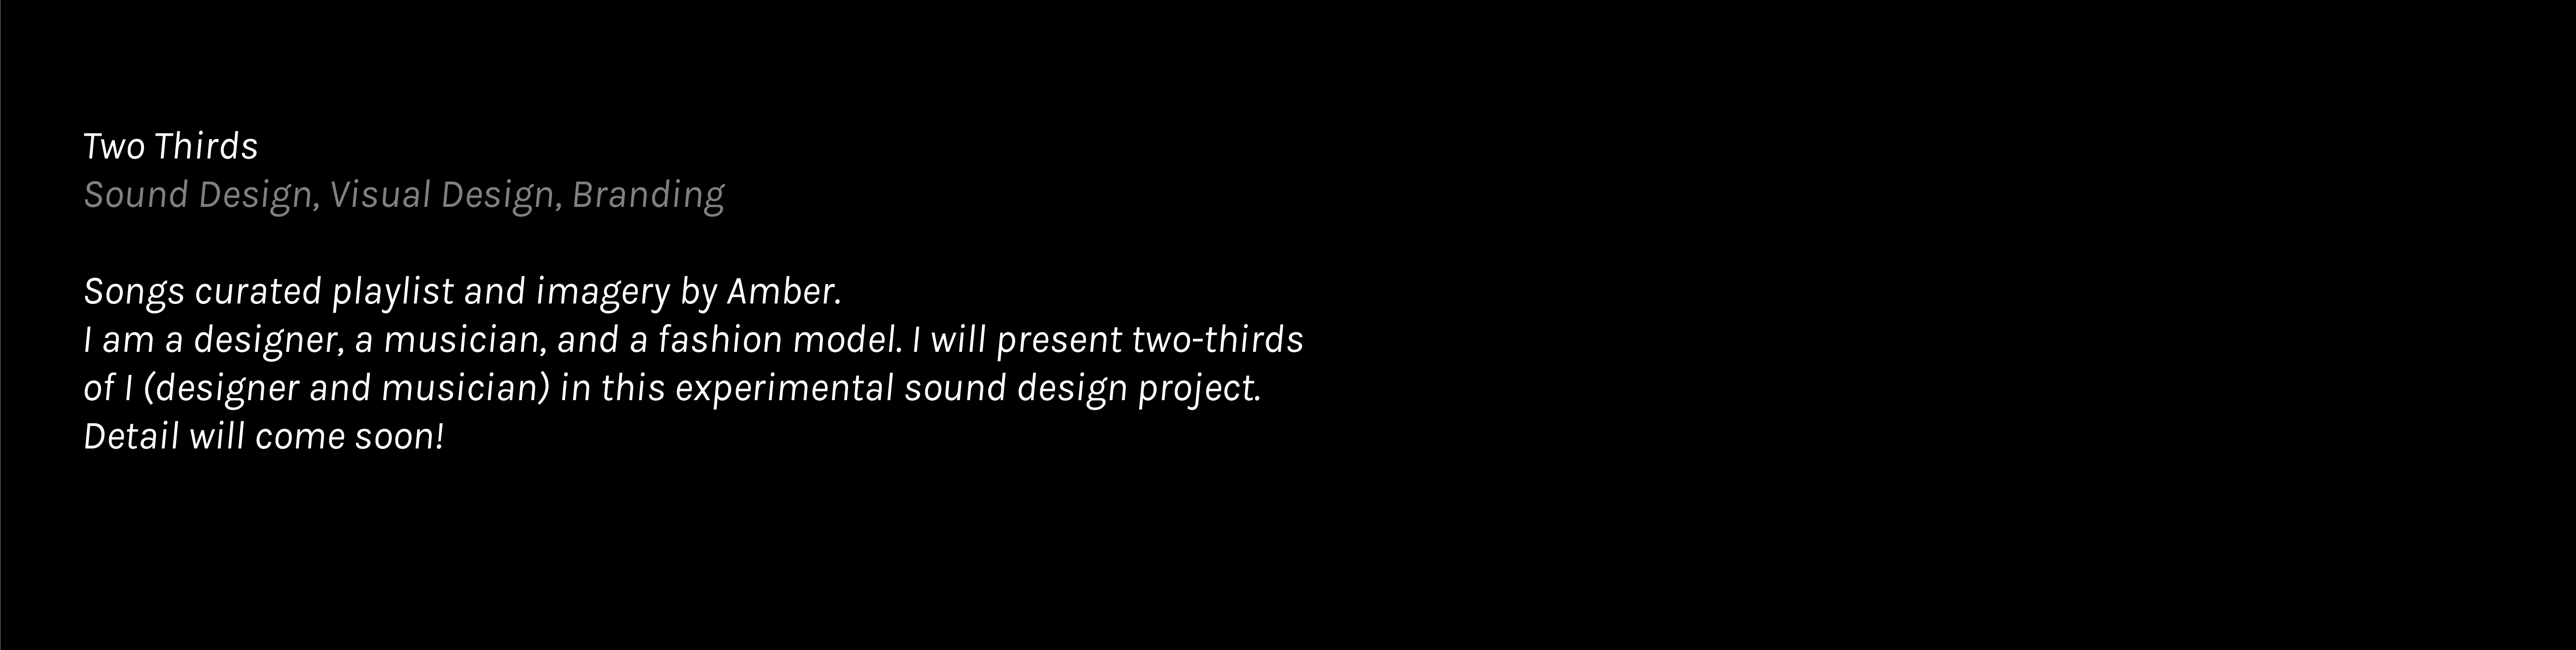 Two Thirds
Sound Design, Visual Design, Branding
Songs curated playlist and imagery by Amber.
I am a designer, a musician, and a fashion model. I will present two-thirds
of I (designer and musician) in this experimental sound design project.
Detail will come soon!